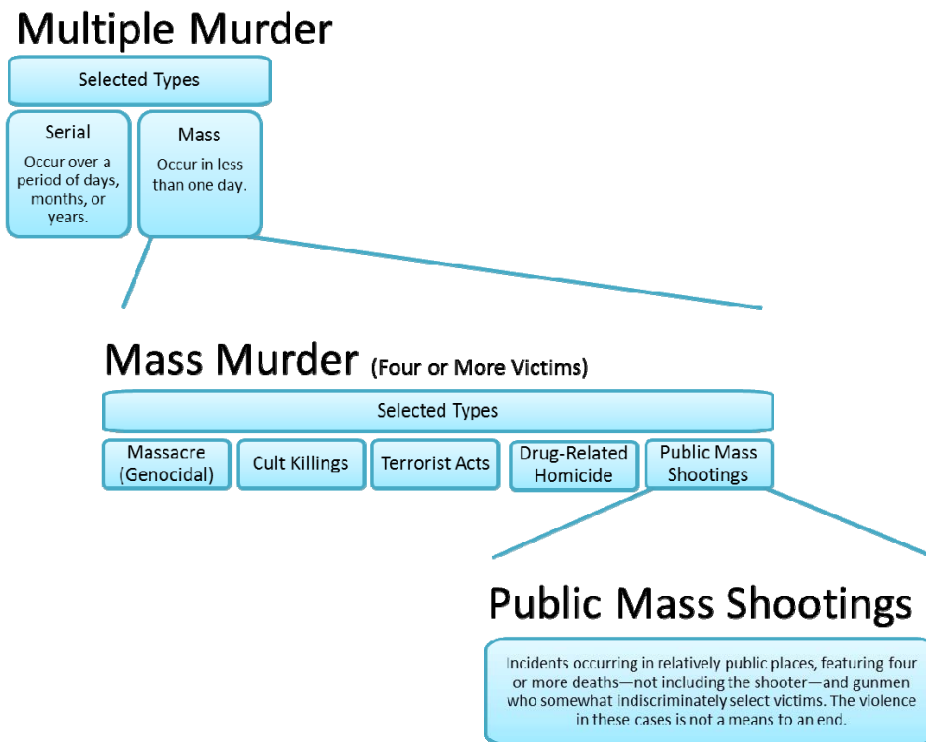 Multiple Murder
Selected Types
Serial
Occur over a
period of days,
months, or
years.
Mass
Occur in less
than one day.
Mass Murder (Four or More Victims)
Selected Types
Massacre
(Genocidal)
Cult Killings
Terrorist Acts
Drug-Related
Homicide
Public Mass
Shootings
Public Mass Shootings
Incidents occurring in relatively public places, featuring four
or more deaths—not including the shooter—and gunmen
who somewhat indiscriminately select victims. The violence
in these cases is not a means to an end.